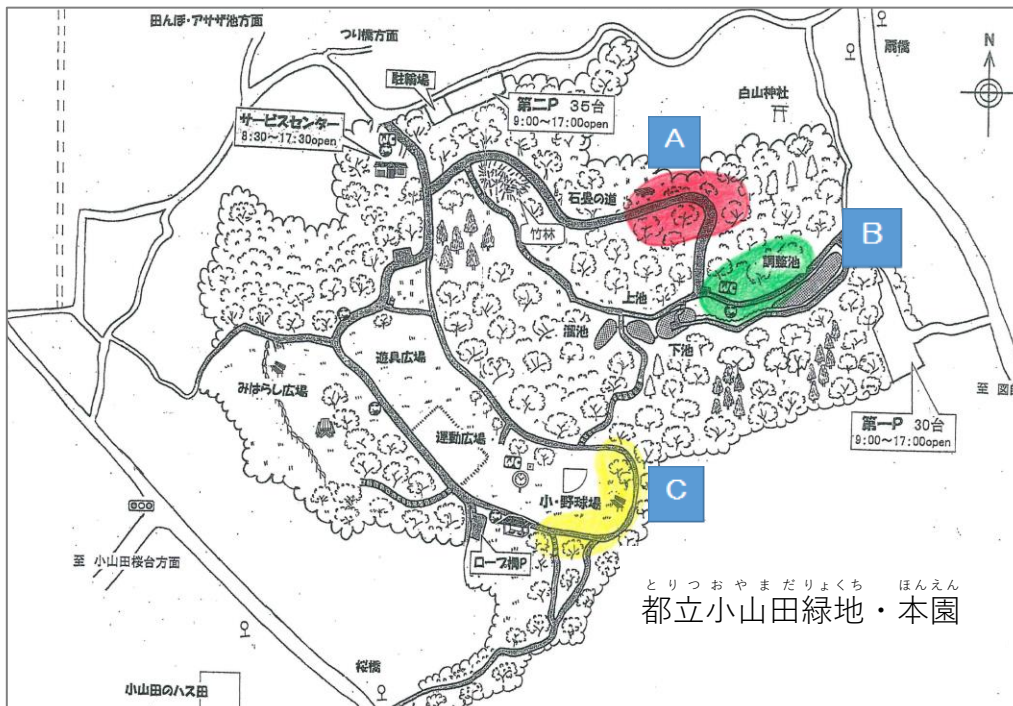 田んぼ・アサザ池方面
つり橋方面
扇橋
N
駐輪場
第二P 35台
9:00～17:00open
白山神社
サービスセンター
8:30～17:30open
WC
A
石畳の道
竹林
B
調整池
WC
上池
溜池
下池
遊具広場
みはらし広場
至 図師
第一P 30台
9:00～17:00open
運動広場
WC
小・野球場
C
ロープ柵P
至 小山田桜台方面
とりつおやまだりょくち ほんえん
都立小山田緑地・本園
桜橋
小山田のハス田